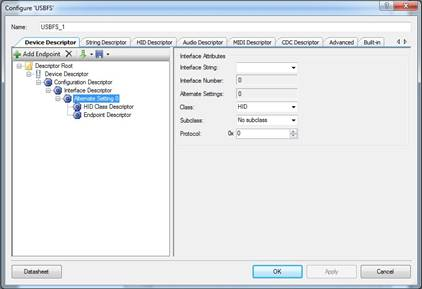 Configure 'USBFS'
Name: USBFS_1
Device Descriptor String Descriptor HID Descriptor Audio Descriptor MIDI Descriptor CDC Descriptor Advanced Built-in
Add Endpoint
Descriptor Root
Device Descriptor
Configuration Descriptor
Interface Descriptor
Alternate Setting 0
HID Class Descriptor
Endpoint Descriptor
Interface Attributes
Interface String:
Interface Number: 0
Alternate Settings: 0
Class: HID
Subclass: No subclass
Protocol: 0x 0
Datasheet OK Apply Cancel